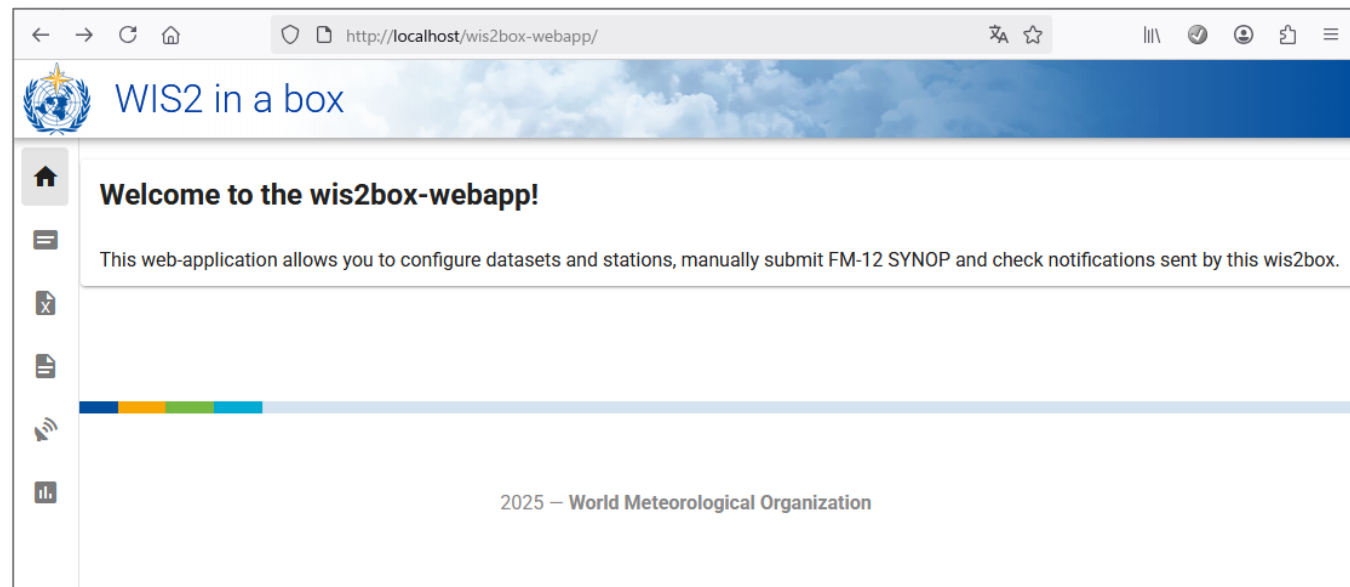 http://localhost/wis2box-webapp/
WIS2 in a box
Welcome to the wis2box-webapp!
This web-application allows you to configure datasets and stations, manually submit FM-12 SYNOP and check notifications sent by this wis2box.
2025 — World Meteorological Organization